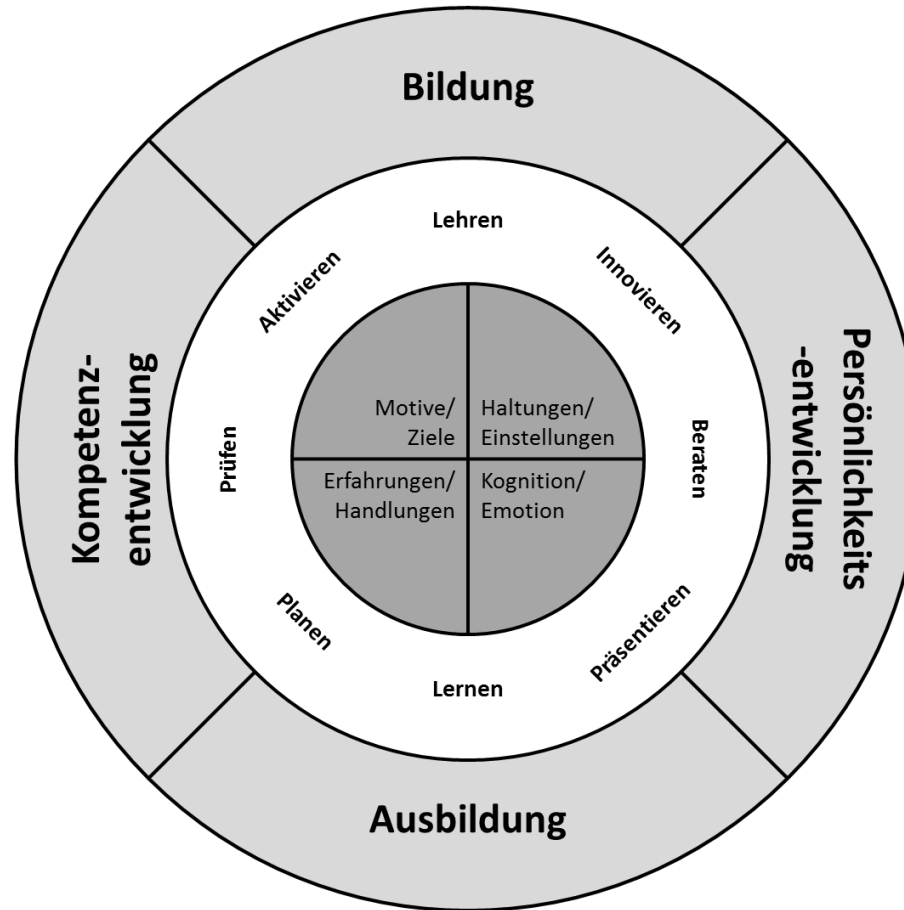 Bildung
Lehren
Aktivieren
Innovieren
Kompetenz-
entwicklung
Persönlichkeits
-entwicklung
Motive/
Ziele
Haltungen/
Einstellungen
Prüfen
Beraten
Erfahrungen/
Handlungen
Kognition/
Emotion
Planen
Präsentieren
Lernen
Ausbildung